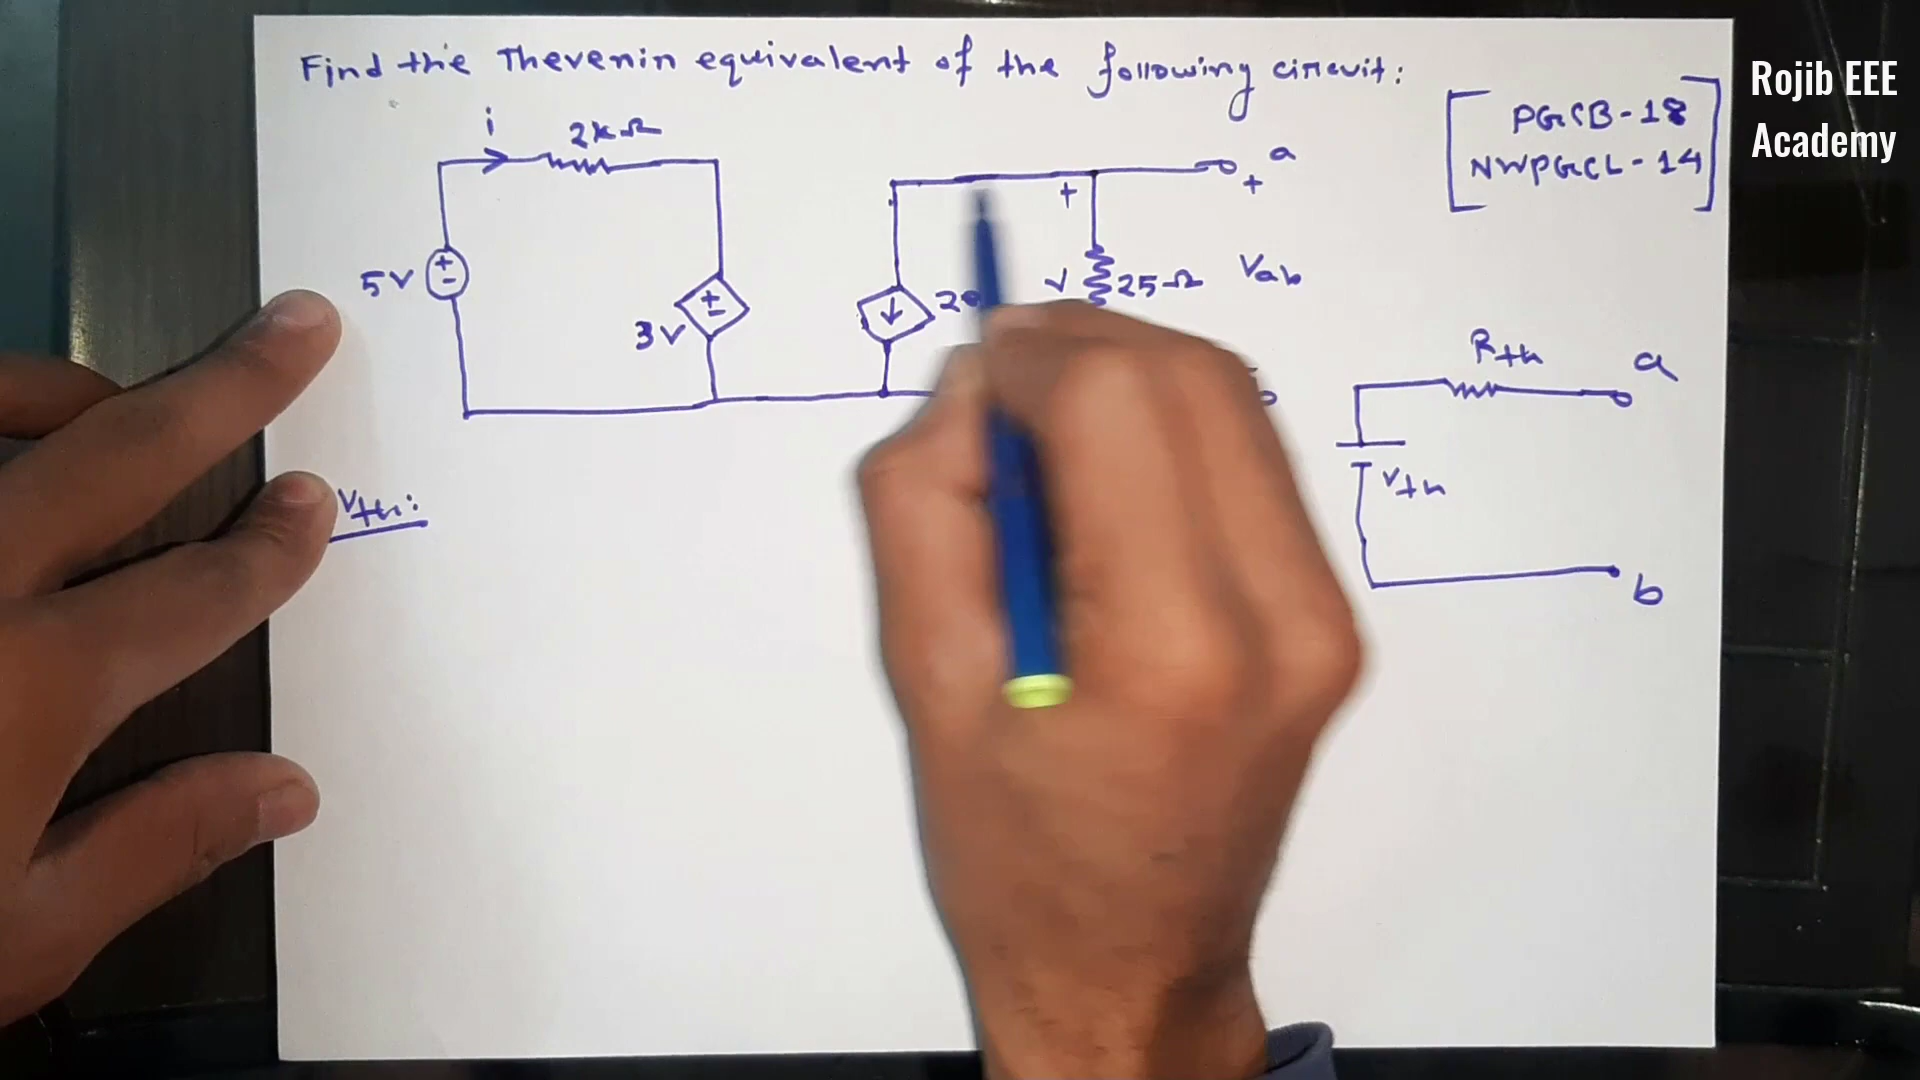 Find the Thevenin equivalent of the following circuit:
Rojib EEE
Academy
PGCB-18
NWPGCL-14
i
2kΩ
a
+
+
5V
+
-
3V
+
-
V
25Ω
Vab
Rth
a
Vth
b
Vth: